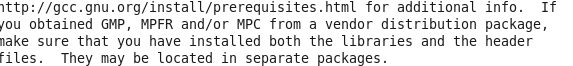 http://gcc.gnu.org/install/prerequisites.html for additional info.  If
you obtained GMP, MPFR and/or MPC from a vendor distribution package,
make sure that you have installed both the libraries and the header
files.  They may be located in separate packages.